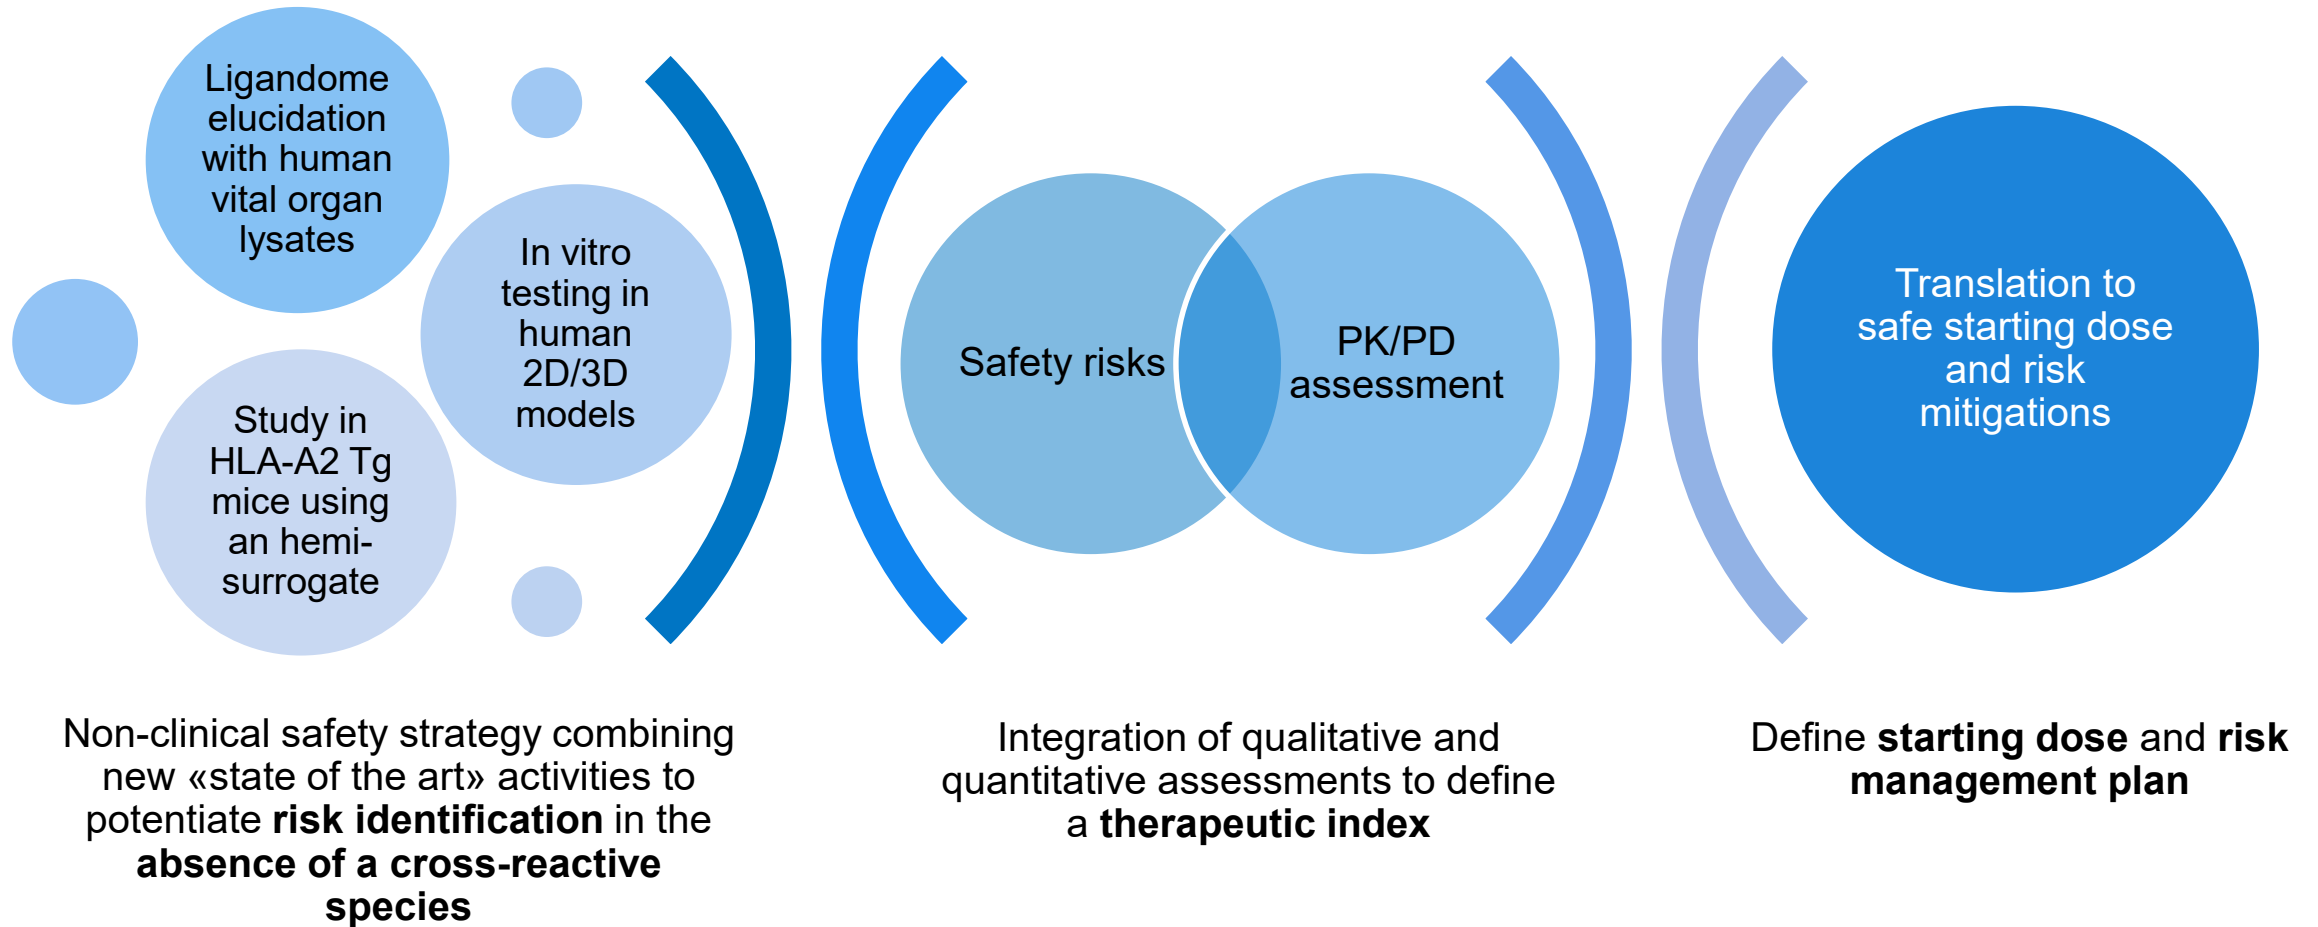 Ligandome
elucidation
with human
vital organ
lysates
In vitro
testing in
human
2D/3D
models
Study in
HLA-A2 Tg
mice using
an hemi-
surrogate
Non-clinical safety strategy combining
new «state of the art» activities to
potentiate risk identification in the
absence of a cross-reactive
species
Safety risks
PK/PD
assessment
Integration of qualitative and
quantitative assessments to define
a therapeutic index
Translation to
safe starting dose
and risk
mitigations
Define starting dose and risk
management plan